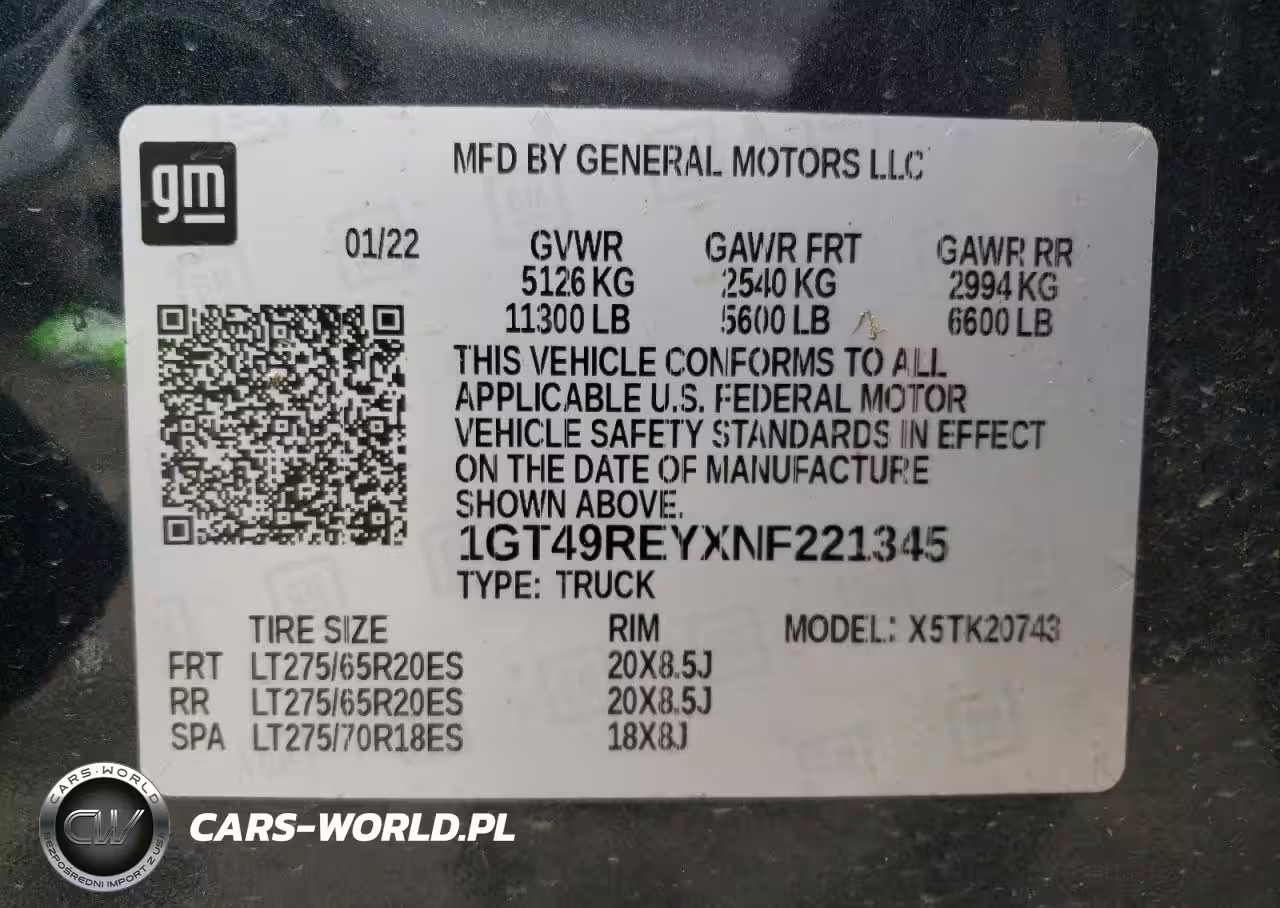 gm
MFD BY GENERAL MOTORS LLC
01/22 GVWR GAWR FRT GAWR RR
5126 KG 2540 KG 2994 KG
11300 LB 5600 LB 6600 LB
THIS VEHICLE CONFORMS TO ALL
APPLICABLE U.S. FEDERAL MOTOR
VEHICLE SAFETY STANDARDS IN EFFECT
ON THE DATE OF MANUFACTURE
SHOWN ABOVE.
1GT49REYXNF221345
TYPE: TRUCK
TIRE SIZE RIM MODEL: X5TK20743
FRT LT275/65R20ES 20X8.5J
RR LT275/65R20ES 20X8.5J
SPA LT275/70R18ES 18X8J
CARS-WORLD
CW
BEZPOŚREDNI IMPORT Z USA
CARS-WORLD.PL